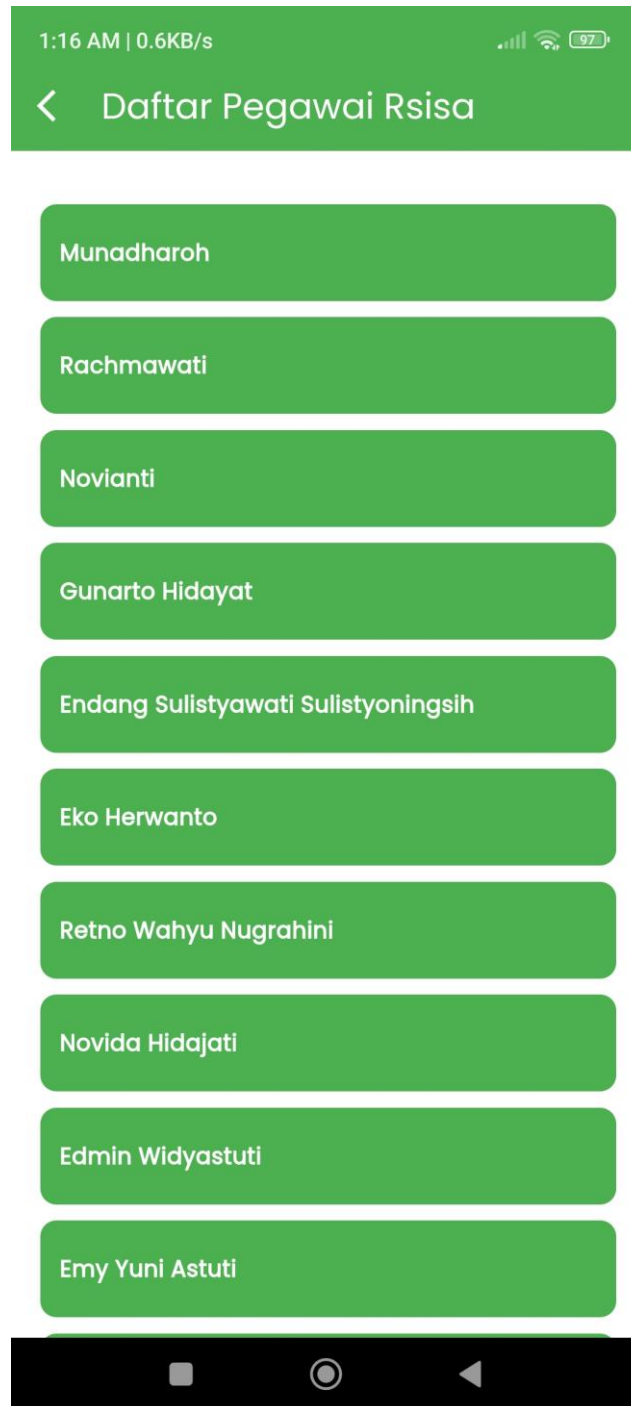 1:16 AM | 0.6KB/s
97
Daftar Pegawai Rsisa
Munadharoh
Rachmawati
Novianti
Gunarto Hidayat
Endang Sulistyawati Sulistyoningsih
Eko Herwanto
Retno Wahyu Nugrahini
Novida Hidajati
Edmin Widyastuti
Emy Yuni Astuti